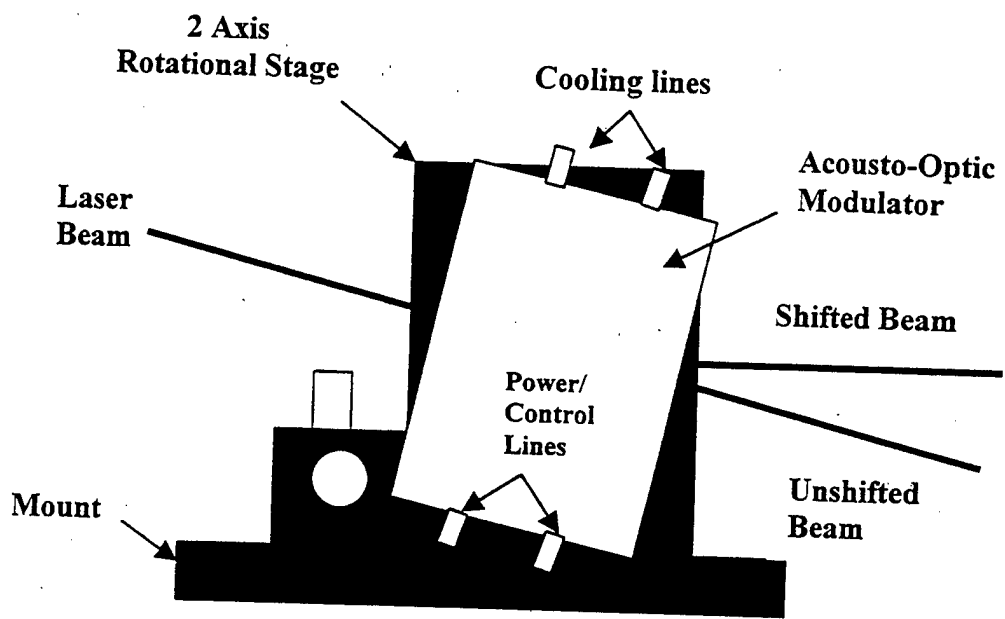 2 Axis
Rotational Stage
Cooling lines
Acousto-Optic
Modulator
Laser
Beam
Shifted Beam
Power/
Control
Lines
Unshifted
Beam
Mount